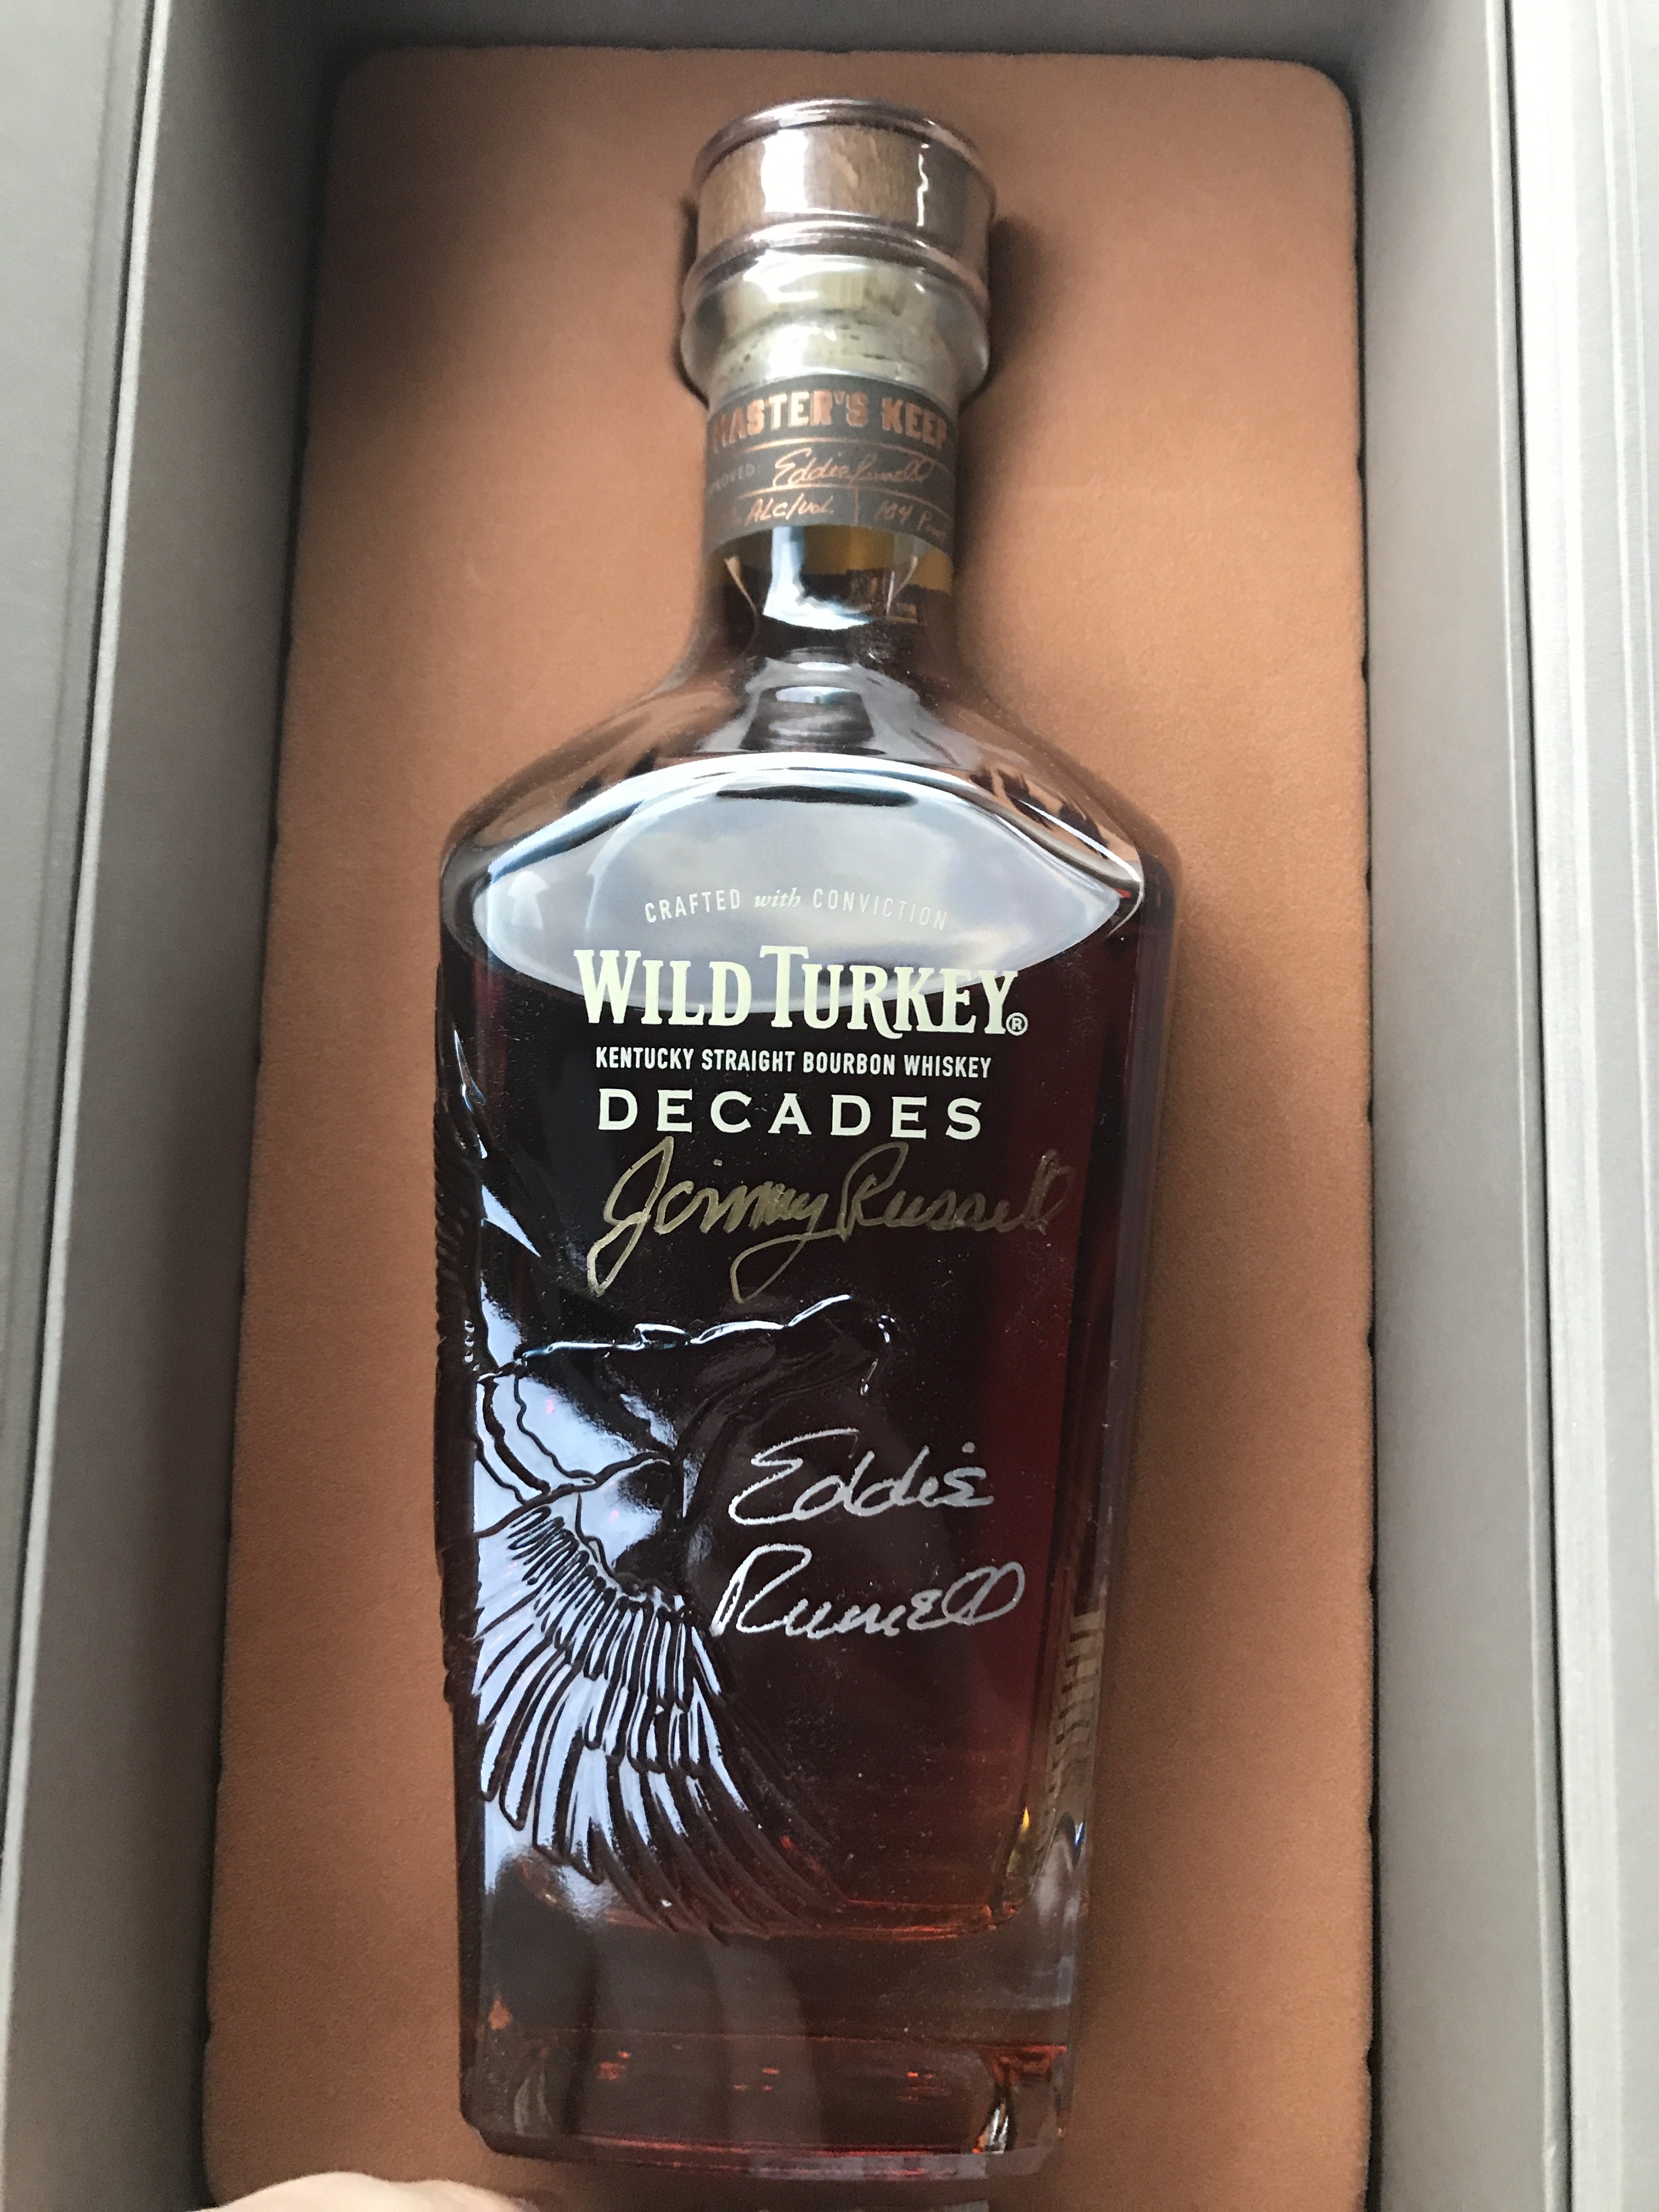 MASTER'S KEEP
Eddie Russell
ALC/VOL. 104
CRAFTED with CONVICTION
WILD TURKEY®
KENTUCKY STRAIGHT BOURBON WHISKEY
DECADES
Jimmy Russell
Eddie
Russell